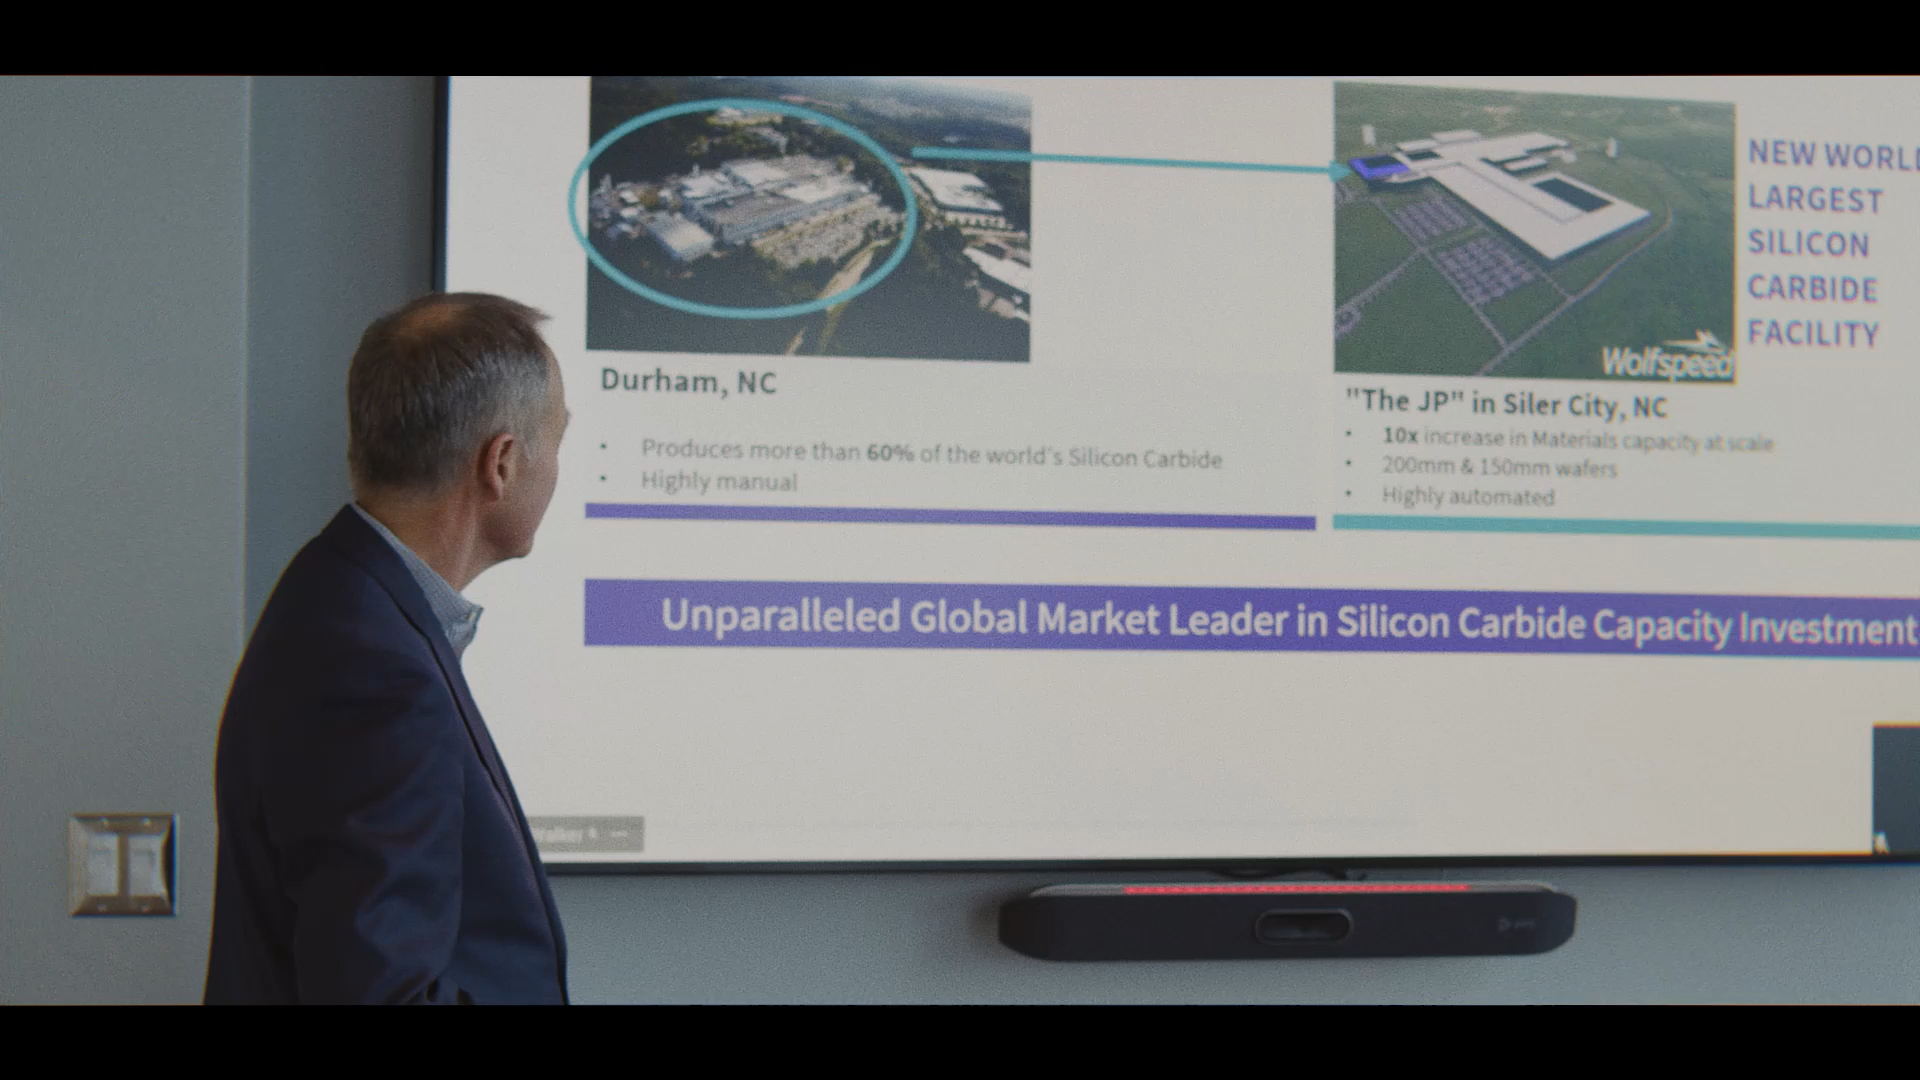 NEW WORLD
LARGEST
SILICON
CARBIDE
FACILITY
Wolfspeed
Durham, NC
• Produces more than 60% of the world's Silicon Carbide
• Highly manual
"The JP" in Siler City, NC
• 10x increase in Materials capacity at scale
• 200mm & 150mm wafers
• Highly automated
Unparalleled Global Market Leader in Silicon Carbide Capacity Investment